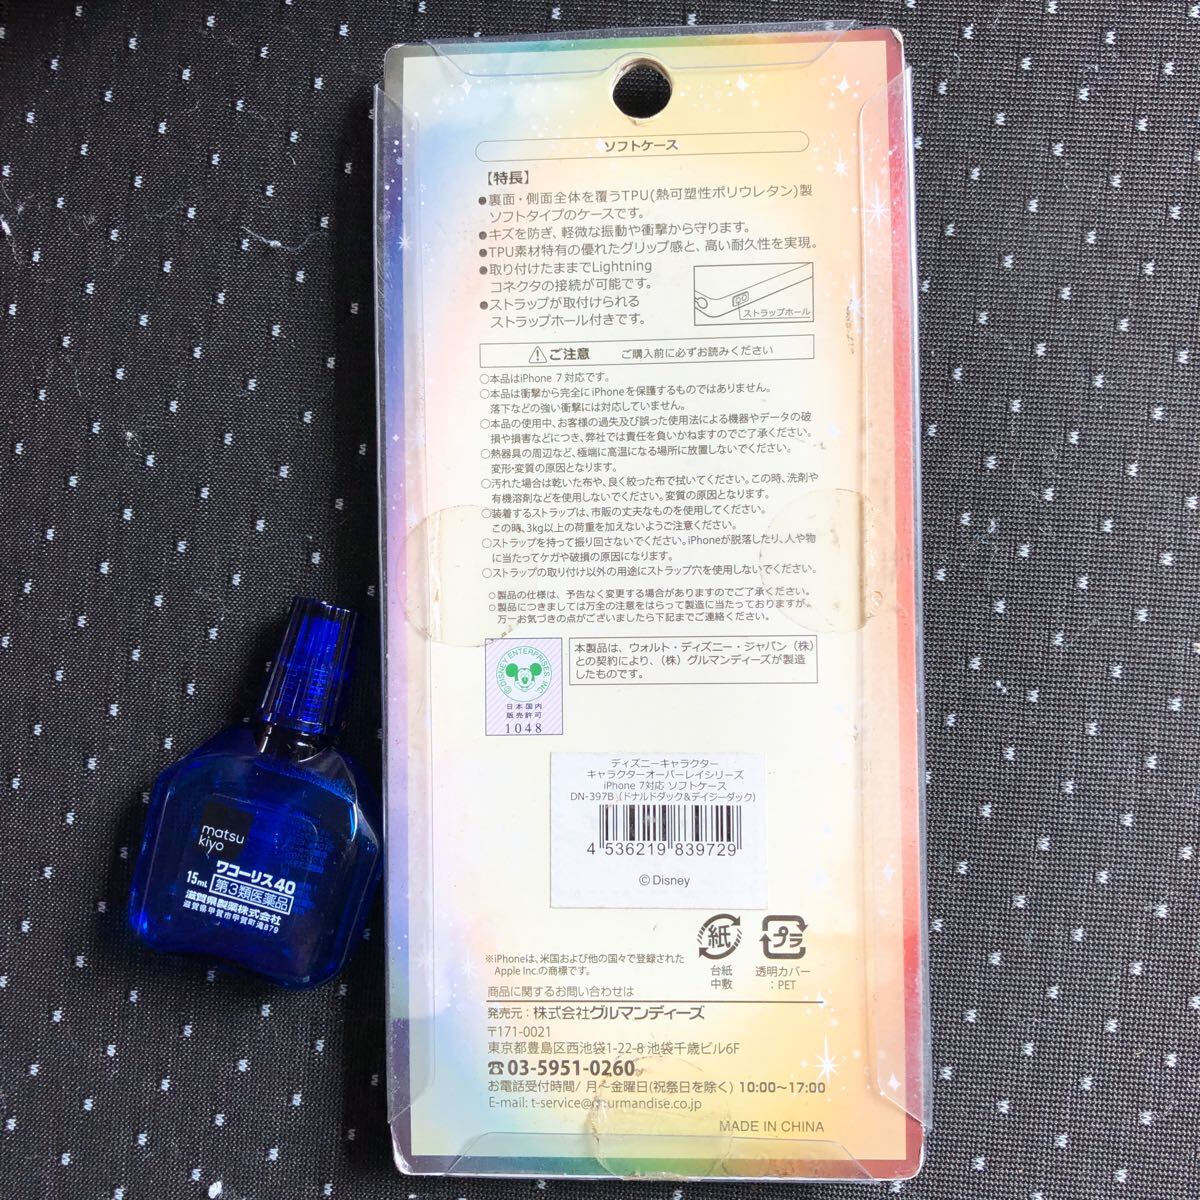 ソフトケース
【特長】
●裏面・側面全体を覆うTPU(熱可塑性ポリウレタン)製
ソフトタイプのケースです。
●キズを防ぎ、軽微な振動や衝撃から守ります。
●TPU素材特有の優れたグリップ感と、高い耐久性を実現。
●取り付けたままでLightning
コネクタの接続が可能です。
●ストラップが取付けられる
ストラップホール付きです。
ストラップホール
⚠ご注意 ご購入前に必ずお読みください
○本品はiPhone 7 対応です。
○本品は衝撃から完全にiPhoneを保護するものではありません。
落下などの強い衝撃には対応していません。
○本品の使用中、お客様の過失及び誤った使用法による機器やデータの破
損や損害などにつき、弊社では責任を負いかねますのでご了承ください。
○熱器具の周辺など、極端に高温になる場所に放置しないでください。
変形・変質の原因となります。
○汚れた場合は乾いた布や、良く絞った布で拭いてください。この時、洗剤や
有機溶剤などを使用しないでください。変質の原因となります。
○装着するストラップは、市販の丈夫なものを使用してください。
この時、3kg以上の荷重を加えないようご注意ください。
○ストラップを持って振り回さないでください。iPhoneが脱落したり、人や物
に当たってケガや破損の原因になります。
○ストラップの取り付け以外の用途にストラップ穴を使用しないでください。
○製品の仕様は、予告なく変更する場合がありますのでご了承ください。
○製品につきましては万全の注意をはらって製造に当たっておりますが、
万一お気づきの点がございましたら下記までご連絡ください。
©DISNEY ENTERPRISES, INC.
日本国内
販売許可
1048
本製品は、ウォルト・ディズニー・ジャパン（株）
との契約により、（株）グルマンディーズが製造
したものです。
ディズニーキャラクター
キャラクターオーバーレイシリーズ
iPhone 7対応 ソフトケース
DN-397B（ドナルドダック&デイジーダック）
4 536219 839729
©Disney
紙
台紙
中敷
プラ
透明カバー
：PET
※iPhoneは、米国および他の国々で登録された
Apple Inc.の商標です。
商品に関するお問い合わせは
発売元：株式会社グルマンディーズ
〒171-0021
東京都豊島区西池袋1-22-8 池袋千歳ビル6F
☎03-5951-0260
お電話受付時間/ 月～金曜日(祝祭日を除く) 10:00～17:00
E-mail: t-service@gourmandise.co.jp
MADE IN CHINA
matsu
kiyo
ワコーリス40
15mL 第3類医薬品
滋賀県製薬株式会社
滋賀県甲賀市甲賀町滝879